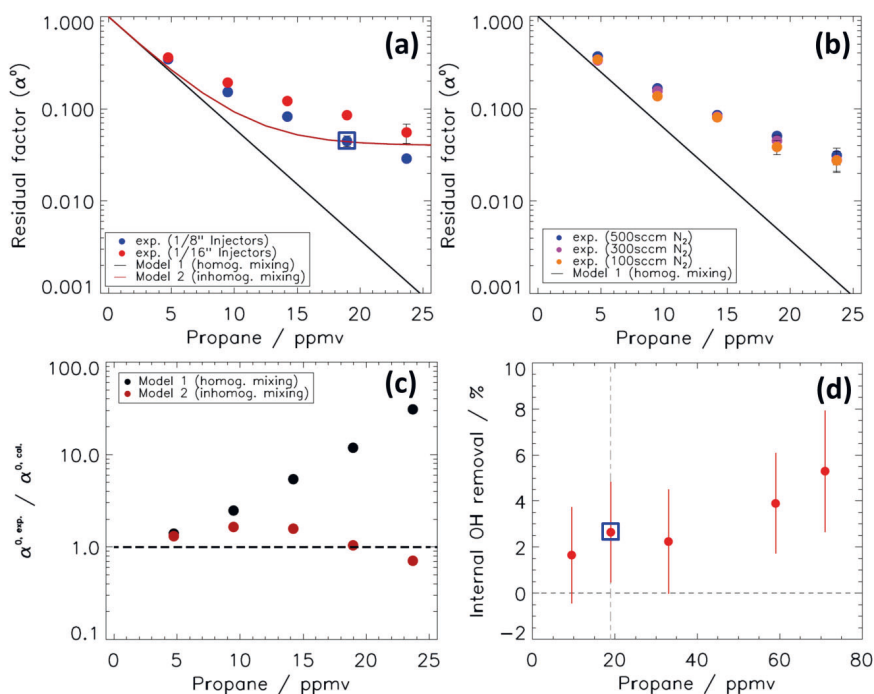 (a)
1.000
0.100
0.010
0.001
Residual factor (α⁰)
exp. (1/8" Injectors)
exp. (1/16" Injectors)
Model 1 (homog. mixing)
Model 2 (inhomog. mixing)
0 5 10 15 20 25
Propane / ppmv
(b)
1.000
0.100
0.010
0.001
Residual factor (α⁰)
exp. (500sccm N₂)
exp. (300sccm N₂)
exp. (100sccm N₂)
Model 1 (homog. mixing)
0 5 10 15 20 25
Propane / ppmv
(c)
100.0
10.0
1.0
0.1
α⁰, exp. / α⁰, cal.
Model 1 (homog. mixing)
Model 2 (inhomog. mixing)
0 5 10 15 20 25
Propane / ppmv
(d)
10
8
6
4
2
0
−2
Internal OH removal / %
0 20 40 60 80
Propane / ppmv